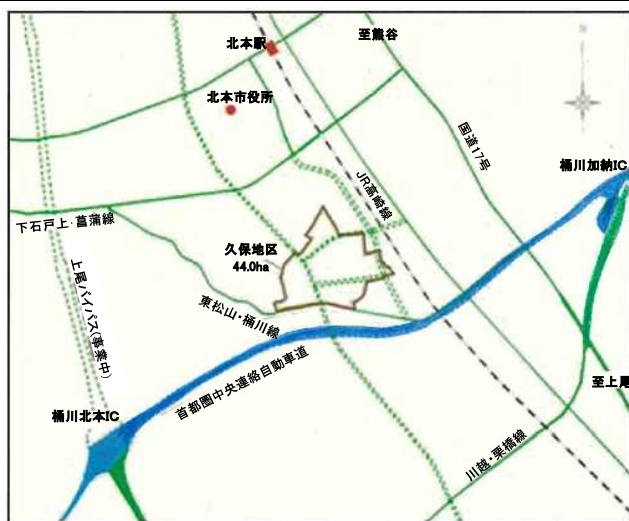 北本駅
至熊谷
北本市役所
国道17号
桶川加納IC
JR高崎線
下石戸上・菖蒲線
久保地区
44.0ha
上尾バイパス(事業中)
東松山・桶川線
首都圏中央連絡自動車道
至上尾
桶川北本IC
川越・栗橋線